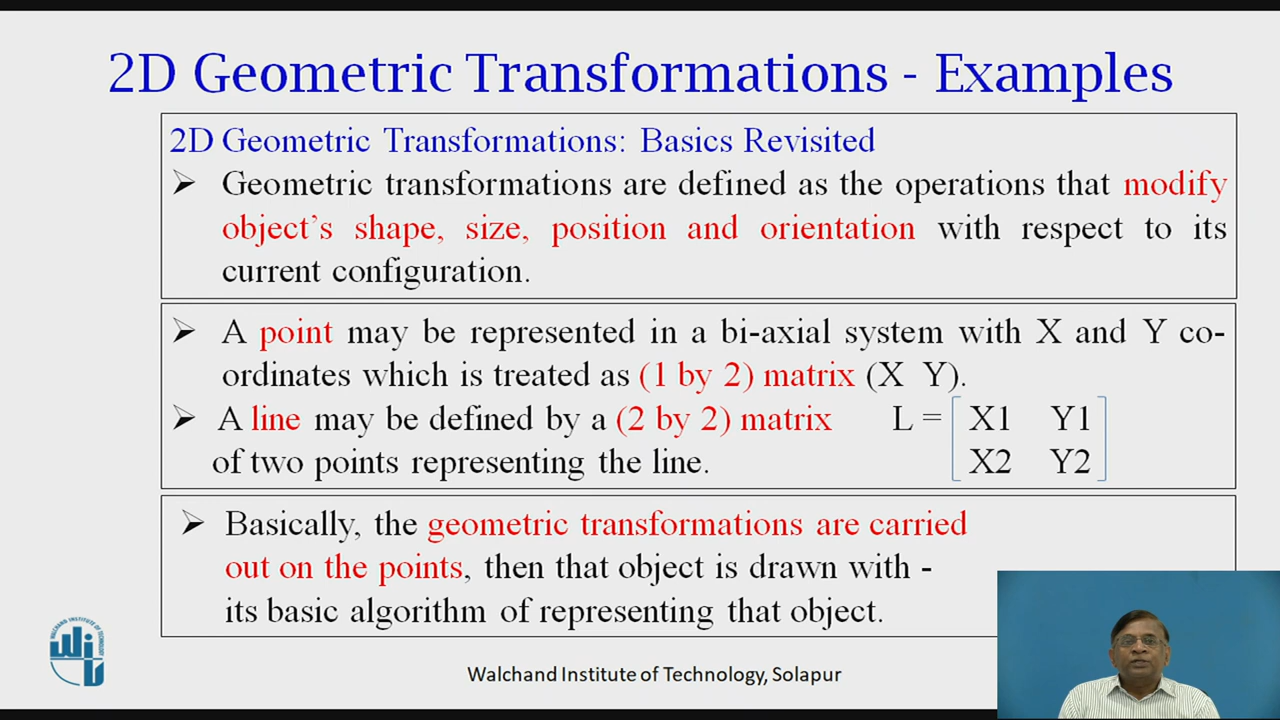 2D Geometric Transformations - Examples
2D Geometric Transformations: Basics Revisited
➤ Geometric transformations are defined as the operations that modify
object's shape, size, position and orientation with respect to its
current configuration.
➤ A point may be represented in a bi-axial system with X and Y co-
ordinates which is treated as (1 by 2) matrix (X Y).
➤ A line may be defined by a (2 by 2) matrix L = [ X1 Y1
of two points representing the line. X2 Y2 ]
➤ Basically, the geometric transformations are carried
out on the points, then that object is drawn with -
its basic algorithm of representing that object.
WALCHAND INSTITUTE OF TECHNOLOGY
WIT
Walchand Institute of Technology, Solapur